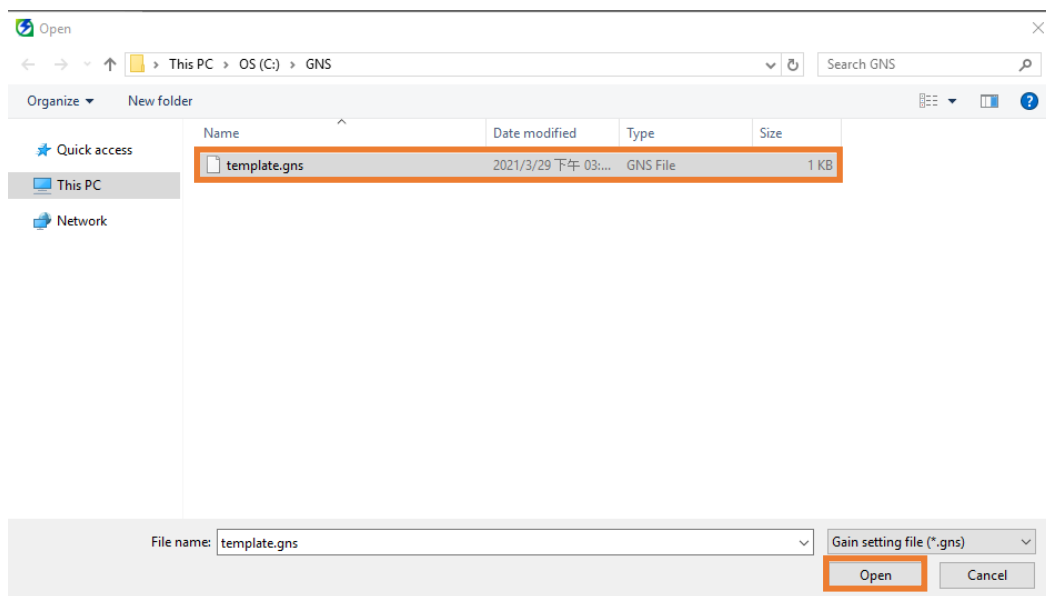 Open
This PC > OS (C:) > GNS
Search GNS
Organize
New folder
Name Date modified Type Size
Quick access
template.gns 2021/3/29 下午 03:... GNS File 1 KB
This PC
Network
File name: template.gns Gain setting file (*.gns)
Open Cancel